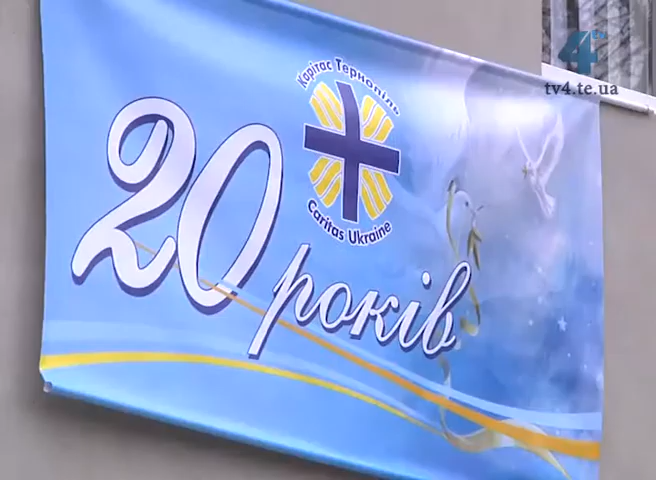 4
tv4.te.ua
Карітас Тернопіль
Caritas Ukraine
20
років